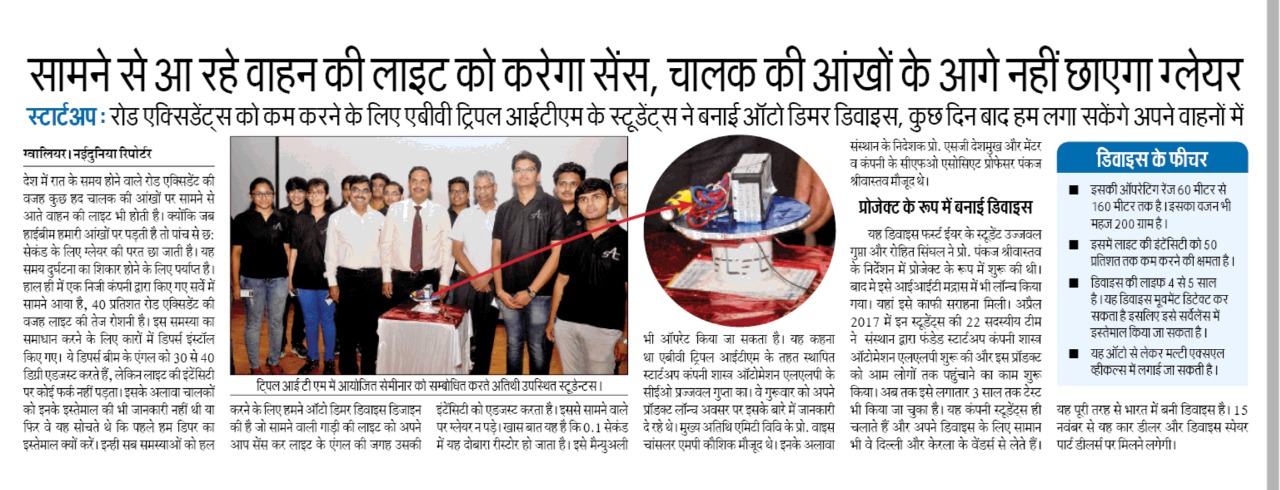 सामने से आ रहे वाहन की लाइट को करेगा सेंस, चालक की आंखों के आगे नहीं छाएगा ग्लेयर
स्टार्टअप : रोड एक्सिडेंट्स को कम करने के लिए एबीवी ट्रिपल आईटीएम के स्टूडेंट्स ने बनाई ऑटो डिमर डिवाइस, कुछ दिन बाद हम लगा सकेंगे अपने वाहनों में
ग्वालियर। नईदुनिया रिपोर्टर
देश में रात के समय होने वाले रोड एक्सिडेंट की
वजह कुछ हद चालक की आंखों पर सामने से
आते वाहन की लाइट भी होती है। क्योंकि जब
हाईबीम हमारी आंखों पर पड़ता है तो पांच से छ:
सेकंड के लिए ग्लेयर की परत छा जाती है। यह
समय दुर्घटना का शिकार होने के लिए पर्याप्त है।
हाल ही में एक निजी कंपनी द्वारा किए गए सर्वे में
सामने आया है, 40 प्रतिशत रोड एक्सिडेंट की
वजह लाइट की तेज रोशनी है। इस समस्या का
समाधान करने के लिए कारों में डिपर्स इंस्टॉल
किए गए। ये डिपर्स बीम के एंगल को 30 से 40
डिग्री एडजस्ट करते हैं, लेकिन लाइट की इंटेंसिटी
पर कोई फर्क नहीं पड़ता। इसके अलावा चालकों
को इनके इस्तेमाल की भी जानकारी नहीं थी या
फिर वे यह सोचते थे कि पहले हम डिपर का
इस्तेमाल क्यों करें। इन्ही सब समस्याओं को हल
ट्रिपल आई टी एम में आयोजित सेमीनार को सम्बोधित करते अतिथी उपस्थित स्टूडेन्टस।
करने के लिए हमने ऑटो डिमर डिवाइस डिजाइन
की है जो सामने वाली गाड़ी की लाइट को अपने
आप सेंस कर लाइट के एंगल की जगह उसकी
इंटेंसिटी को एडजस्ट करता है। इससे सामने वाले
पर ग्लेयर न पड़े। खास बात यह है कि 0.1 सेकंड
में यह दोबारा रीस्टोर हो जाता है। इसे मैन्युअली
भी ऑपरेट किया जा सकता है। यह कहना
था एबीवी ट्रिपल आईटीएम के तहत स्थापित
स्टार्टअप कंपनी शास्र ऑटोमेशन एलएलपी के
सीईओ प्रज्जवल गुप्ता का। वे गुरूवार को अपने
प्रॉडक्ट लॉन्च अवसर पर इसके बारे में जानकारी
दे रहे थे। मुख्य अतिथि एमिटी विवि के प्रो. वाइस
चांसलर एमपी कौशिक मौजूद थे। इनके अलावा
संस्थान के निदेशक प्रो. एसजी देशमुख और मेंटर
व कंपनी के सीएफओ एसोसिएट प्रोफेसर पंकज
श्रीवास्तव मौजूद थे।
प्रोजेक्ट के रूप में बनाई डिवाइस
यह डिवाइस फर्स्ट ईयर के स्टूडेंट उज्जवल
गुप्ता और रोहित सिंघल ने प्रो. पंकज श्रीवास्तव
के निर्देशन में प्रोजेक्ट के रूप में शुरू की थी।
बाद मे इसे आईआईटी मद्रास में भी लॉन्च किया
गया। यहां इसे काफी सराहना मिली। अप्रैल
2017 में इन स्टूडेंट्स की 22 सदस्यीय टीम
ने संस्थान द्वारा फंडेड स्टार्टअप कंपनी शास्र
ऑटोमेशन एलएलपी शुरू की और इस प्रॉडक्ट
को आम लोगों तक पहुंचाने का काम शुरू
किया। अब तक इसे लगातार 3 साल तक टेस्ट
भी किया जा चुका है। यह कंपनी स्टूडेंट्स ही
चलाते हैं और अपने डिवाइस के लिए सामान
भी वे दिल्ली और केरला के वेंडर्स से लेते हैं।
डिवाइस के फीचर
इसकी ऑपरेटिंग रेंज 60 मीटर से
160 मीटर तक है। इसका वजन भी
महज 200 ग्राम है।
इसमें लाइट की इंटेंसिटी को 50
प्रतिशत तक कम करने की क्षमता है।
डिवाइस की लाइफ 4 से 5 साल
है। यह डिवाइस मूवमेंट डिटेक्ट कर
सकता है इसलिए इसे सर्वेलेंस में
इस्तेमाल किया जा सकता है।
यह ऑटो से लेकर मल्टी एक्सएल
व्हीकल्स में लगाई जा सकती है।
यह पूरी तरह से भारत में बनी डिवाइस है। 15
नवंबर से यह कार डीलर और डिवाइस स्पेयर
पार्ट डीलर्स पर मिलने लगेगी।